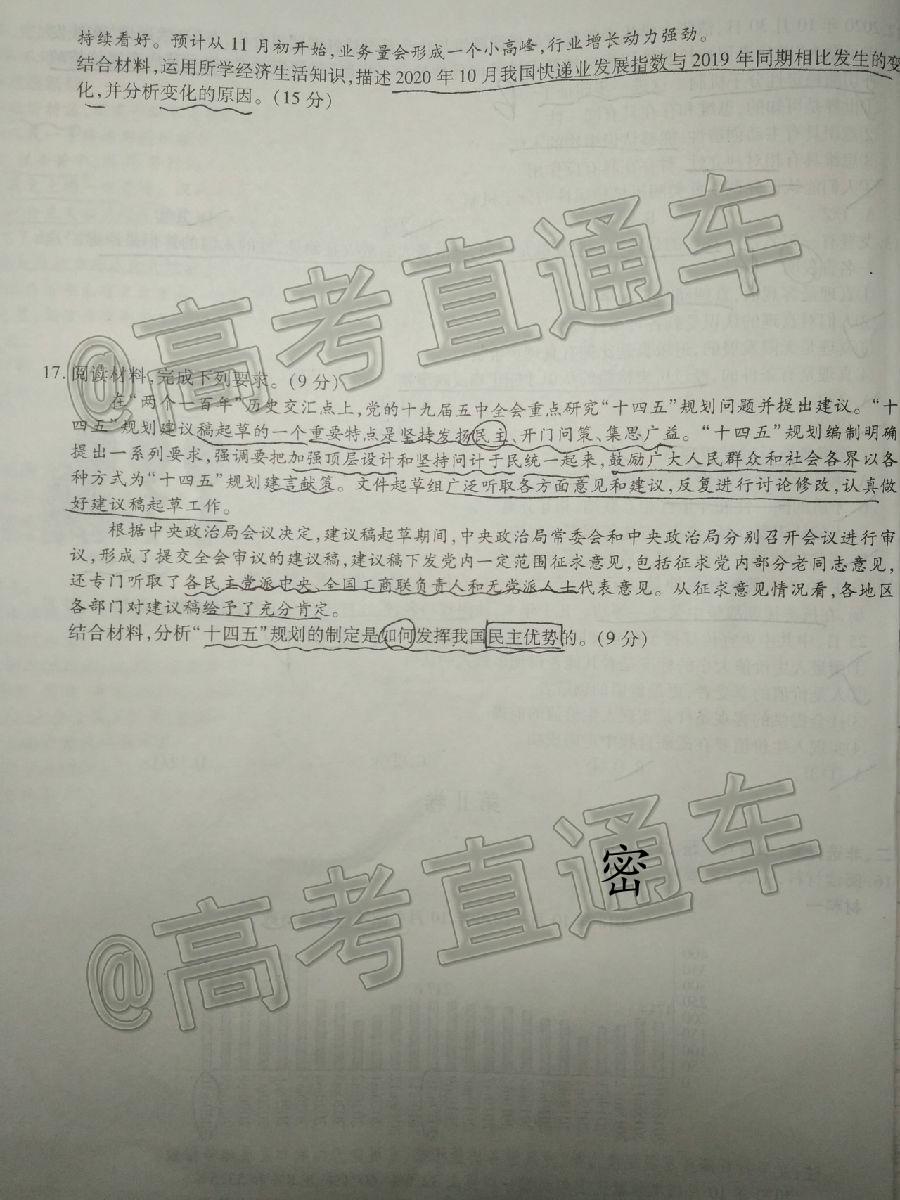 持续看好。预计从11月初开始,业务量会形成一个小高峰,行业增长动力强劲。
结合材料,运用所学经济生活知识,描述2020年10月我国快递业发展指数与2019年同期相比发生的变
化,并分析变化的原因。(15分)
@高考直通车
17. 阅读材料,完成下列要求。(9分)
在“两个一百年”历史交汇点上,党的十九届五中全会重点研究“十四五”规划问题并提出建议。“十
四五”规划建议稿起草的一个重要特点是坚持发扬民主、开门问策、集思广益。“十四五”规划编制明确
提出一系列要求,强调要把加强顶层设计和坚持问计于民统一起来,鼓励广大人民群众和社会各界以各
种方式为“十四五”规划建言献策。文件起草组广泛听取各方面意见和建议,反复进行讨论修改,认真做
好建议稿起草工作。
根据中央政治局会议决定,建议稿起草期间,中央政治局常委会和中央政治局分别召开会议进行审
议,形成了提交全会审议的建议稿,建议稿下发党内一定范围征求意见,包括征求党内部分老同志意见,
还专门听取了各民主党派中央、全国工商联负责人和无党派人士代表意见。从征求意见情况看,各地区
各部门对建议稿给予了充分肯定。
结合材料,分析“十四五”规划的制定是如何发挥我国民主优势的。(9分)
密
@高考直通车